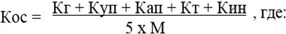 Кос = Кг + Куп + Кап + Кт + Кин , где:
5 х М